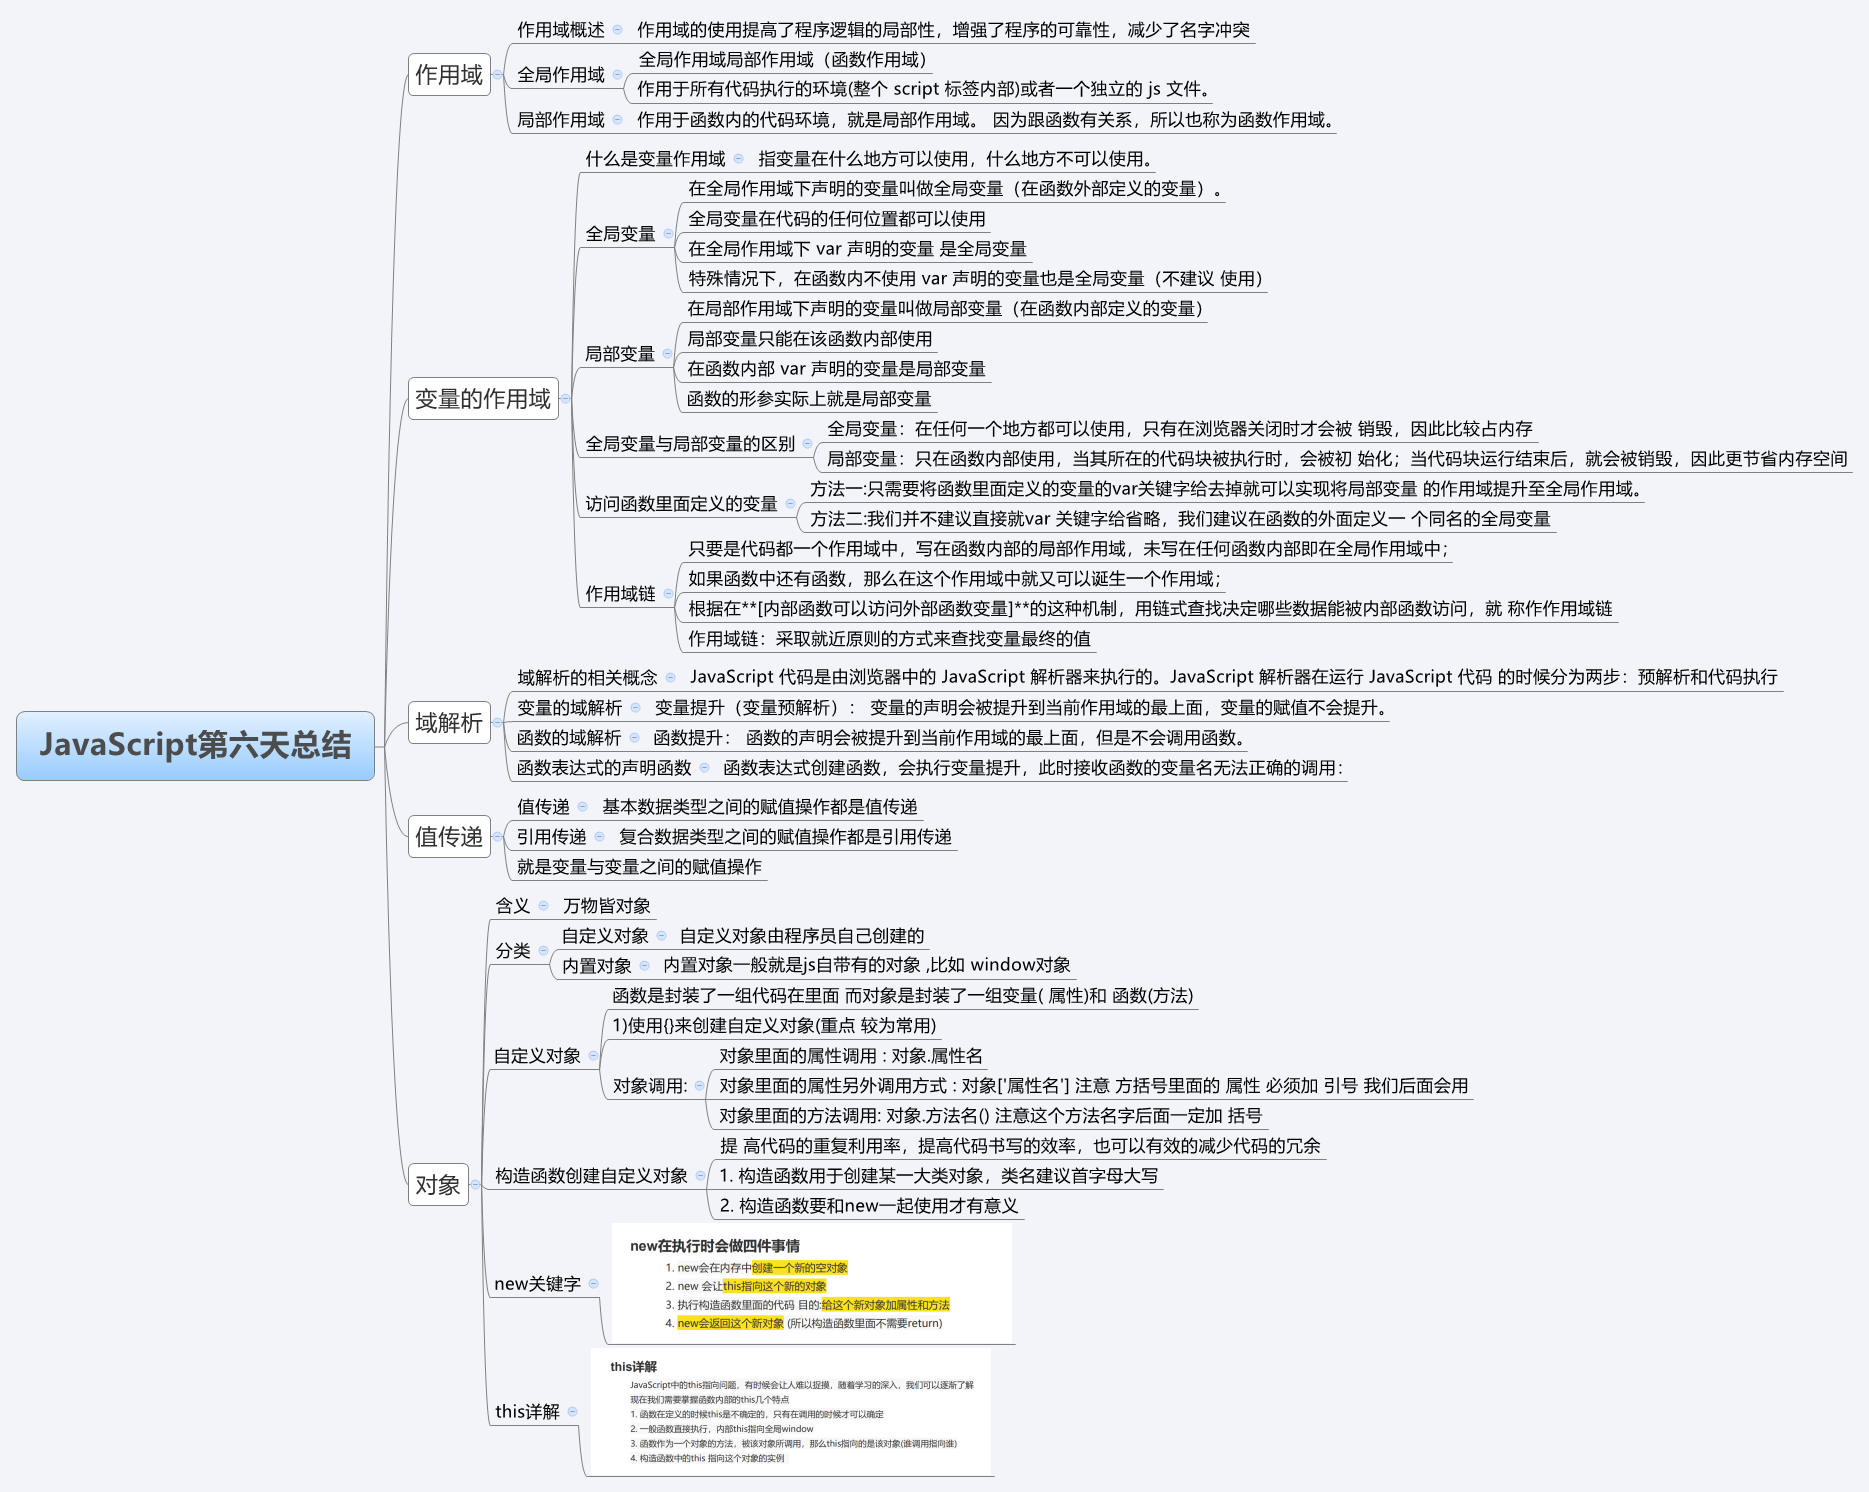 作用域概述
作用域的使用提高了程序逻辑的局部性，增强了程序的可靠性，减少了名字冲突
作用域
全局作用域
全局作用域局部作用域（函数作用域）
作用于所有代码执行的环境(整个 script 标签内部)或者一个独立的 js 文件。
局部作用域
作用于函数内的代码环境，就是局部作用域。 因为跟函数有关系，所以也称为函数作用域。
什么是变量作用域
指变量在什么地方可以使用，什么地方不可以使用。
全局变量
在全局作用域下声明的变量叫做全局变量（在函数外部定义的变量）。
全局变量在代码的任何位置都可以使用
在全局作用域下 var 声明的变量 是全局变量
特殊情况下，在函数内不使用 var 声明的变量也是全局变量（不建议 使用）
局部变量
在局部作用域下声明的变量叫做局部变量（在函数内部定义的变量）
局部变量只能在该函数内部使用
在函数内部 var 声明的变量是局部变量
函数的形参实际上就是局部变量
变量的作用域
全局变量与局部变量的区别
全局变量：在任何一个地方都可以使用，只有在浏览器关闭时才会被 销毁，因此比较占内存
局部变量：只在函数内部使用，当其所在的代码块被执行时，会被初 始化；当代码块运行结束后，就会被销毁，因此更节省内存空间
访问函数里面定义的变量
方法一:只需要将函数里面定义的变量的var关键字给去掉就可以实现将局部变量 的作用域提升至全局作用域。
方法二:我们并不建议直接就var 关键字给省略，我们建议在函数的外面定义一 个同名的全局变量
作用域链
只要是代码都一个作用域中，写在函数内部的局部作用域，未写在任何函数内部即在全局作用域中；
如果函数中还有函数，那么在这个作用域中就又可以诞生一个作用域；
根据在**[内部函数可以访问外部函数变量]**的这种机制，用链式查找决定哪些数据能被内部函数访问，就 称作作用域链
作用域链：采取就近原则的方式来查找变量最终的值
域解析的相关概念
JavaScript 代码是由浏览器中的 JavaScript 解析器来执行的。JavaScript 解析器在运行 JavaScript 代码 的时候分为两步：预解析和代码执行
域解析
变量的域解析
变量提升（变量预解析）： 变量的声明会被提升到当前作用域的最上面，变量的赋值不会提升。
函数的域解析
函数提升： 函数的声明会被提升到当前作用域的最上面，但是不会调用函数。
函数表达式的声明函数
函数表达式创建函数，会执行变量提升，此时接收函数的变量名无法正确的调用：
JavaScript第六天总结
值传递
值传递
基本数据类型之间的赋值操作都是值传递
引用传递
复合数据类型之间的赋值操作都是引用传递
就是变量与变量之间的赋值操作
含义
万物皆对象
分类
自定义对象
自定义对象由程序员自己创建的
内置对象
内置对象一般就是js自带有的对象 ,比如 window对象
自定义对象
函数是封装了一组代码在里面 而对象是封装了一组变量( 属性)和 函数(方法)
1)使用{}来创建自定义对象(重点 较为常用)
对象调用:
对象里面的属性调用 : 对象.属性名
对象里面的属性另外调用方式 : 对象['属性名'] 注意 方括号里面的 属性 必须加 引号 我们后面会用
对象里面的方法调用: 对象.方法名() 注意这个方法名字后面一定加 括号
对象
构造函数创建自定义对象
提 高代码的重复利用率，提高代码书写的效率，也可以有效的减少代码的冗余
1. 构造函数用于创建某一大类对象，类名建议首字母大写
2. 构造函数要和new一起使用才有意义
new关键字
new在执行时会做四件事情
1. new会在内存中创建一个新的空对象
2. new 会让this指向这个新的对象
3. 执行构造函数里面的代码 目的:给这个新对象加属性和方法
4. new会返回这个新对象 (所以构造函数里面不需要return)
this详解
this详解
JavaScript中的this指向问题，有时候会让人难以捉摸，随着学习的深入，我们可以逐渐了解
现在我们需要掌握函数内部的this几个特点
1. 函数在定义的时候this是不确定的，只有在调用的时候才可以确定
2. 一般函数直接执行，内部this指向全局window
3. 函数作为一个对象的方法，被该对象所调用，那么this指向的是该对象(谁调用指向谁)
4. 构造函数中的this 指向这个对象的实例